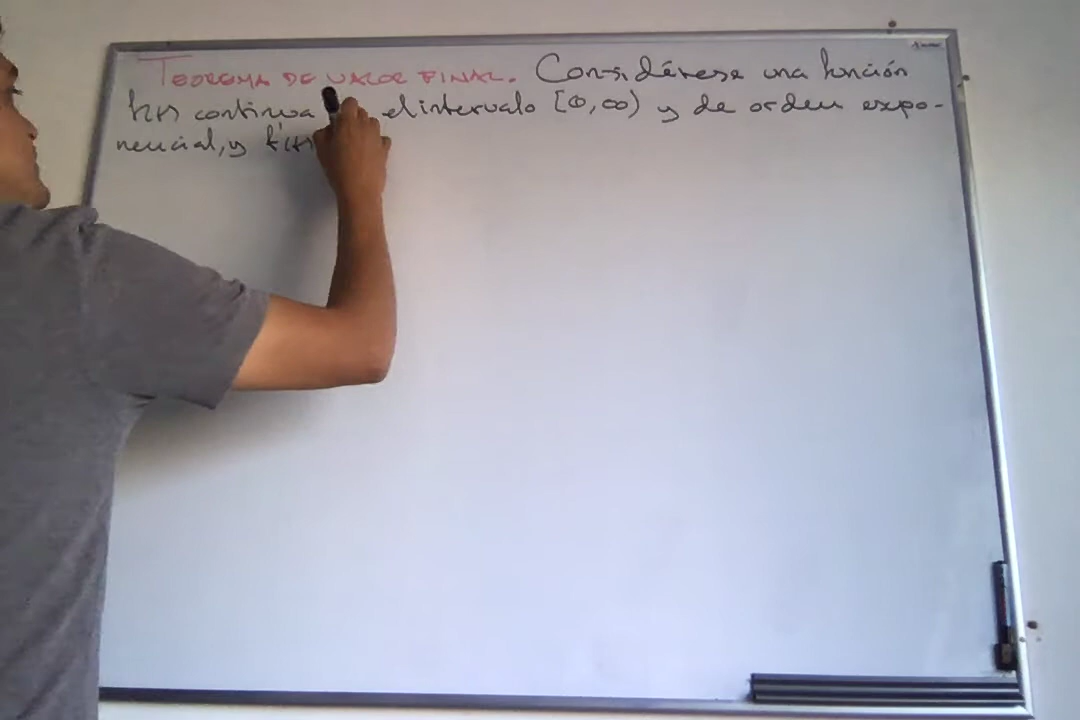 TEOREMA DE VALOR FINAL. Considérese una función
f(t) continua el intervalo [0,∞) y de orden expo-
nencial, y f'(t)